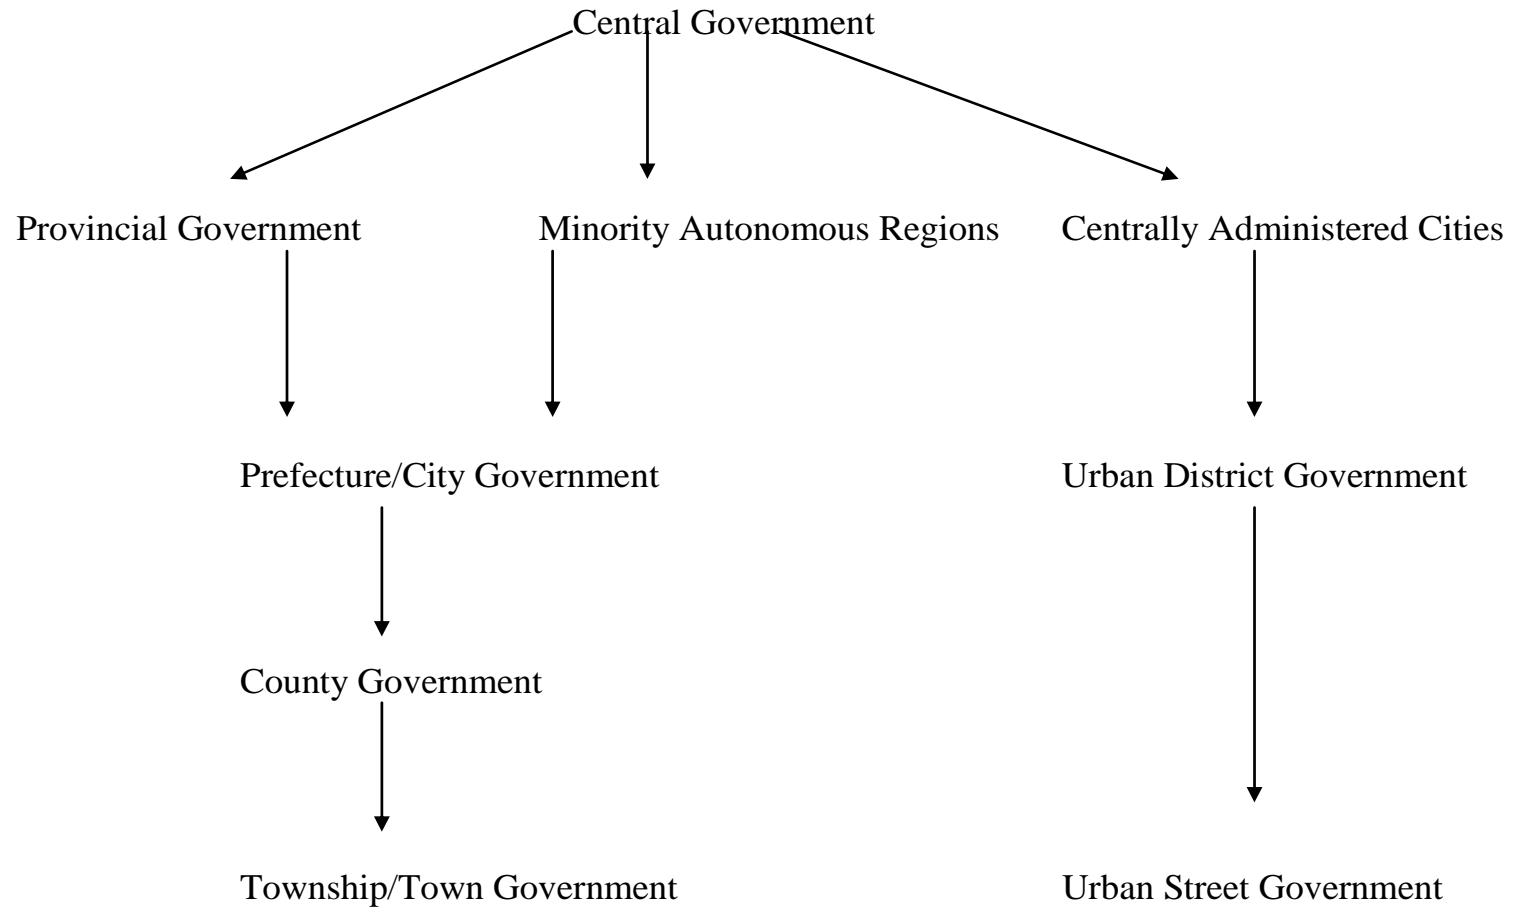 Central Government
Provincial Government
Minority Autonomous Regions
Centrally Administered Cities
Prefecture/City Government
Urban District Government
County Government
Township/Town Government
Urban Street Government